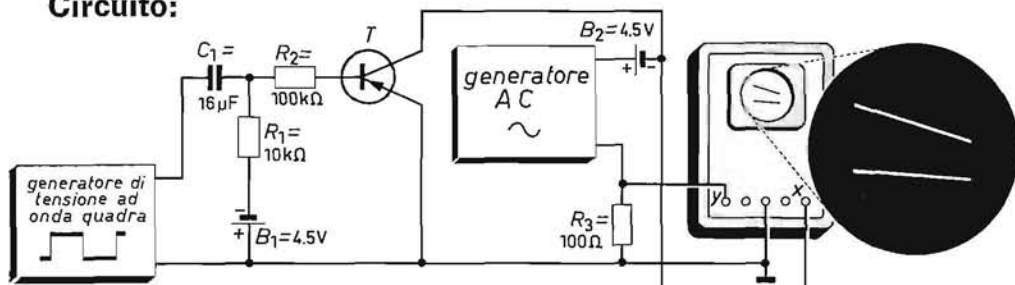 Circuito:
T
C₁=
16μF
R₂=
100kΩ
R₁=
10kΩ
B₁=4.5V
-
+
generatore di
tensione ad
onda quadra
generatore
AC
~
B₂=4.5V
+ -
R₃=
100Ω
y
x